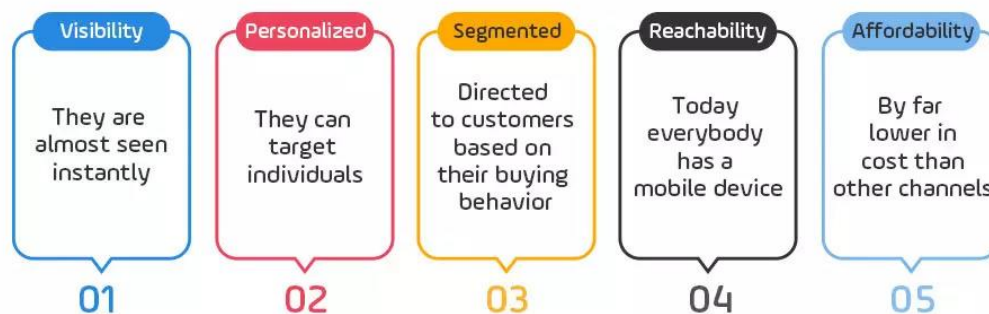 Visibility
They are
almost seen
instantly
01
Personalized
They can
target
individuals
02
Segmented
Directed
to customers
based on
their buying
behavior
03
Reachability
Today
everybody
has a
mobile device
04
Affordability
By far
lower in
cost than
other channels
05